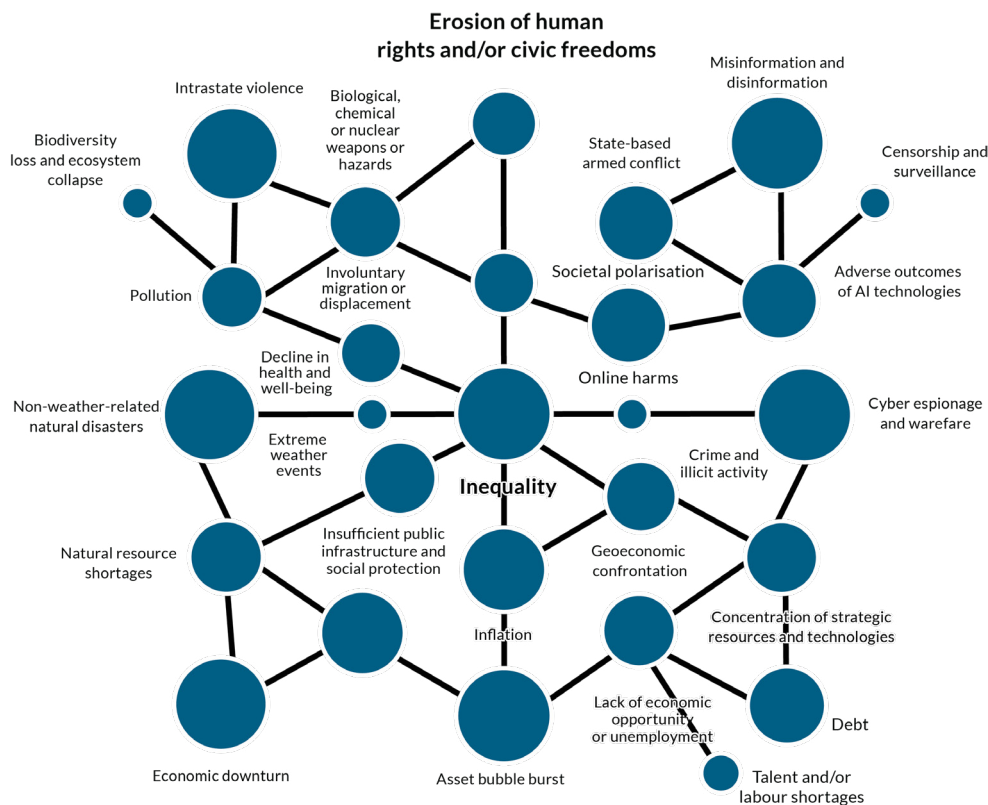 Erosion of human
rights and/or civic freedoms
Misinformation and
disinformation
Intrastate violence
Biological,
chemical
or nuclear
weapons or
hazards
Biodiversity
loss and ecosystem
collapse
State-based
armed conflict
Censorship and
surveillance
Pollution
Involuntary
migration or
displacement
Societal polarisation
Adverse outcomes
of AI technologies
Decline in
health and
well-being
Online harms
Non-weather-related
natural disasters
Cyber espionage
and warefare
Extreme
weather
events
Crime and
illicit activity
Inequality
Insufficient public
infrastructure and
social protection
Natural resource
shortages
Geoeconomic
confrontation
Inflation
Concentration of strategic
resources and technologies
Lack of economic
opportunity
or unemployment
Debt
Economic downturn
Asset bubble burst
Talent and/or
labour shortages